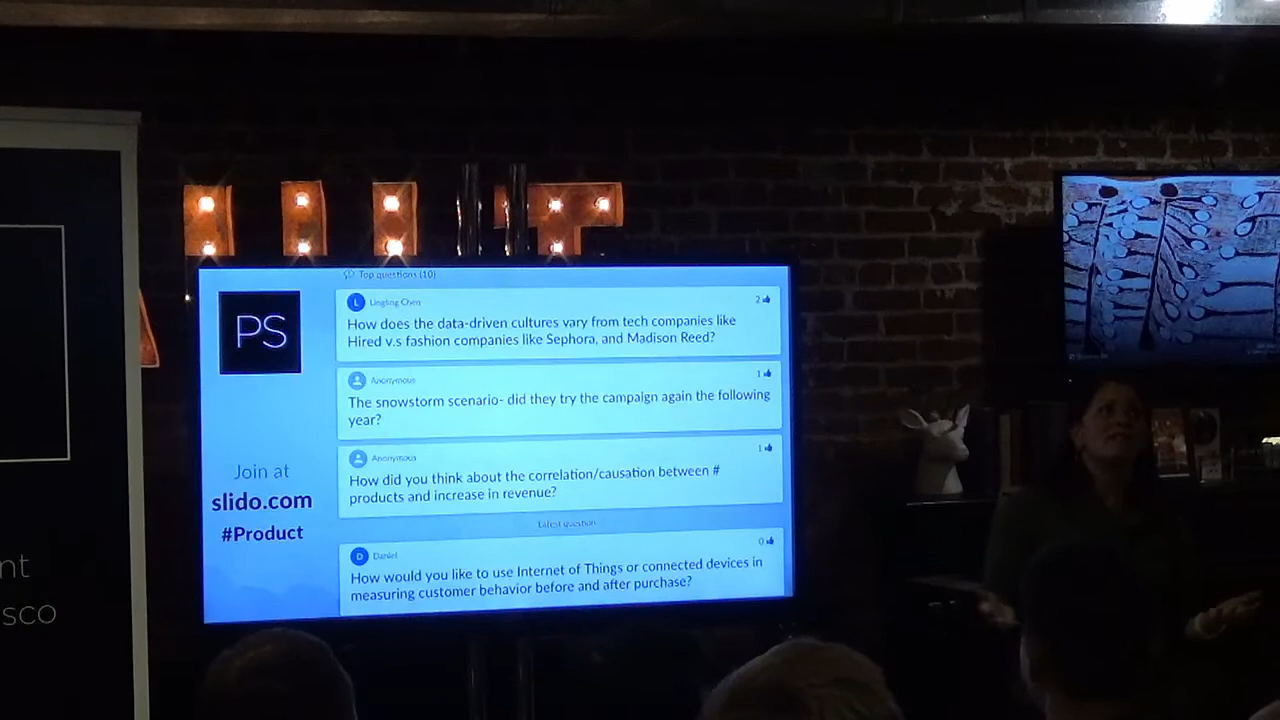 Top questions (10)
PS
L
Lingling Chen
2
How does the data-driven cultures vary from tech companies like
Hired v.s fashion companies like Sephora, and Madison Reed?
Anonymous
1
The snowstorm scenario- did they try the campaign again the following
year?
Anonymous
1
How did you think about the correlation/causation between #
products and increase in revenue?
Latest question
D
Daniel
0
How would you like to use Internet of Things or connected devices in
measuring customer behavior before and after purchase?
Join at
slido.com
#Product
nt
sco